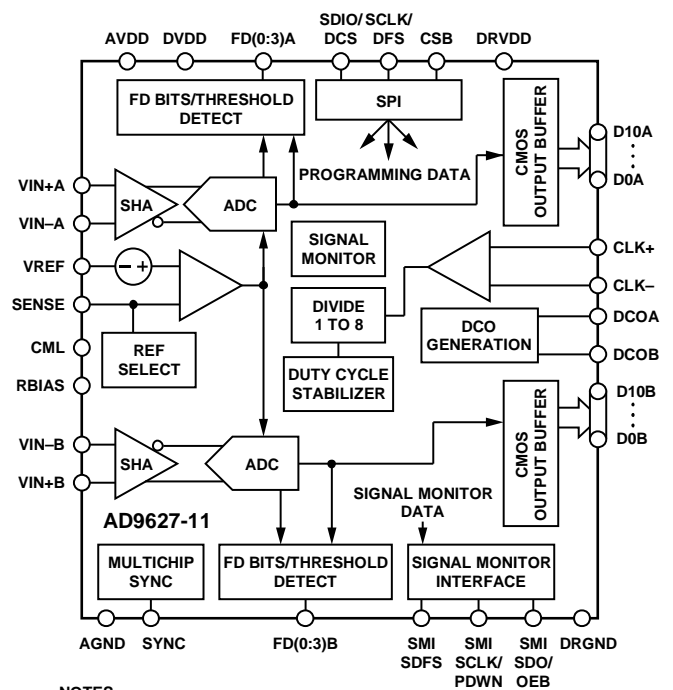 SDIO/ SCLK/
AVDD DVDD FD(0:3)A DCS DFS CSB DRVDD
FD BITS/THRESHOLD
DETECT
SPI
PROGRAMMING DATA
CMOS
OUTPUT BUFFER
D10A
D0A
VIN+A
VIN–A
SHA
ADC
VREF
– +
SENSE
REF
SELECT
CML
RBIAS
SIGNAL
MONITOR
DIVIDE
1 TO 8
DUTY CYCLE
STABILIZER
CLK+
CLK–
DCO
GENERATION
DCOA
DCOB
VIN–B
VIN+B
SHA
ADC
CMOS
OUTPUT BUFFER
D10B
D0B
AD9627-11
SIGNAL MONITOR
DATA
MULTICHIP
SYNC
FD BITS/THRESHOLD
DETECT
SIGNAL MONITOR
INTERFACE
AGND SYNC FD(0:3)B SMI SMI SMI DRGND
SDFS SCLK/ SDO/
PDWN OEB
NOTES